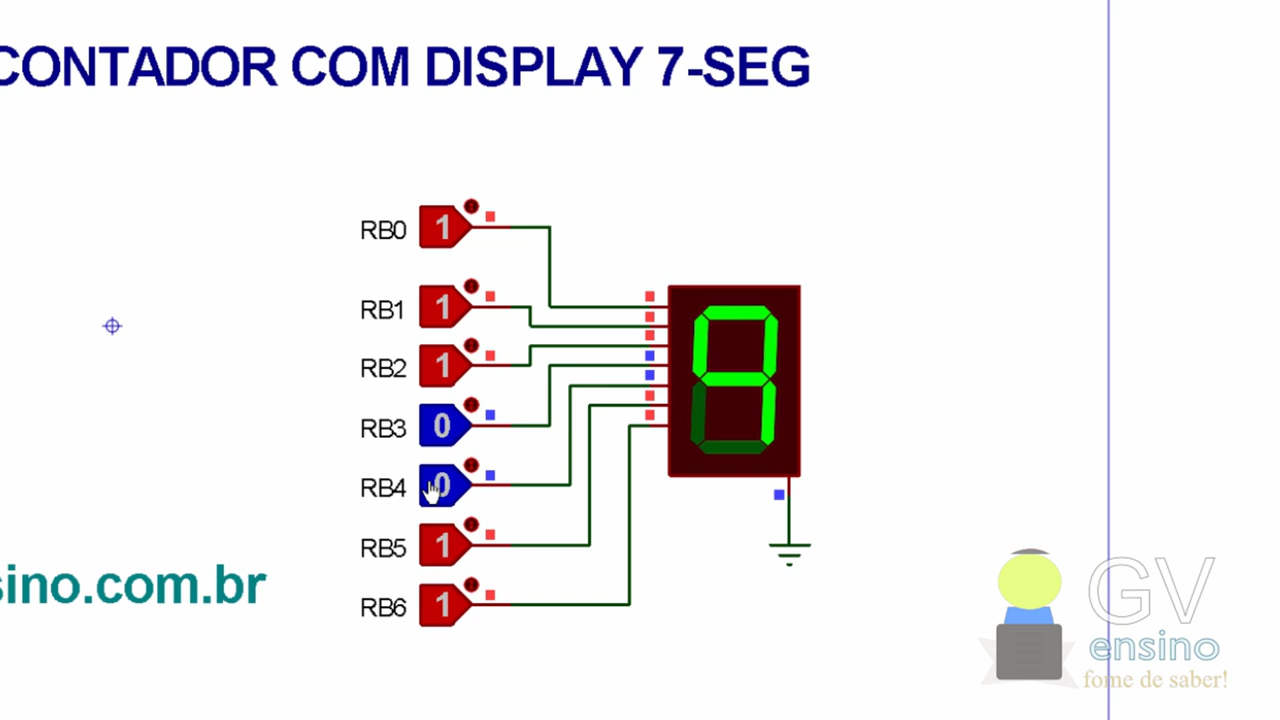 CONTADOR COM DISPLAY 7-SEG
RB0 1
RB1 1
RB2 1
RB3 0
RB4 0
RB5 1
RB6 1
sino.com.br
GV
ensino
fome de saber!